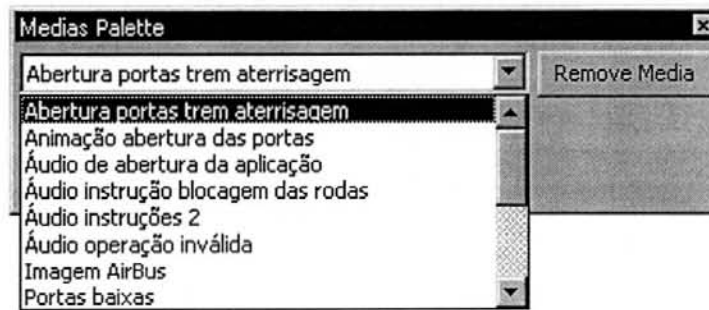 Medias Palette
Abertura portas trem aterrisagem
Remove Media
Abertura portas trem aterrisagem
Animação abertura das portas
Áudio de abertura da aplicação
Áudio instrução blocagem das rodas
Áudio instruções 2
Áudio operação inválida
Imagem AirBus
Portas baixas